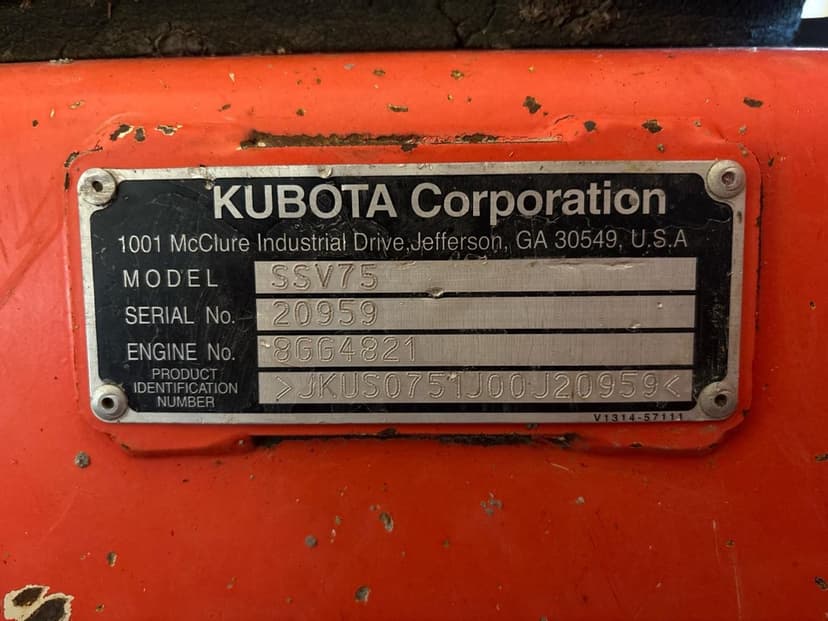 KUBOTA Corporation
1001 McClure Industrial Drive,Jefferson, GA 30549, U.S.A
MODEL SSV75
SERIAL No. 20959
ENGINE No. 8GG4821
PRODUCT
IDENTIFICATION
NUMBER >JKUS0751J00J20959<
V1314-57111